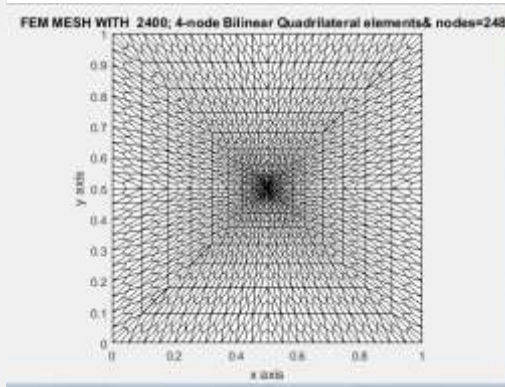 FEM MESH WITH 2400; 4-node Bilinear Quadrilateral elements& nodes=248
1
0.9
0.8
0.7
0.6
0.5
0.4
0.3
0.2
0.1
0
y axis
0 0.2 0.4 0.6 0.8 1
x axis